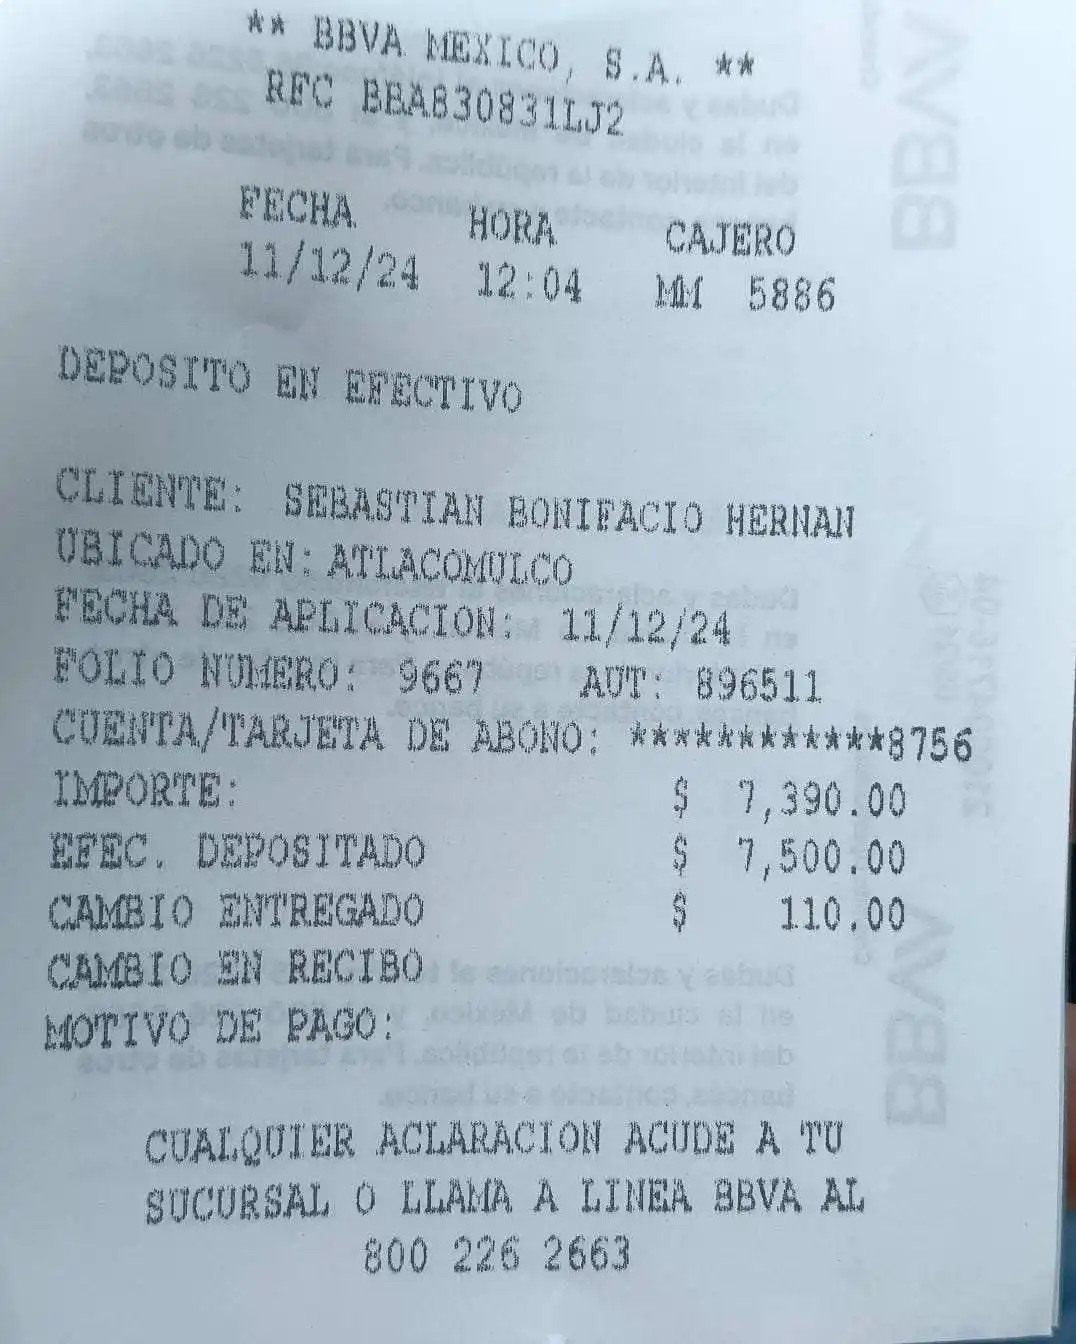 ** BBVA MEXICO, S.A. **
RFC BBA830831LJ2
FECHA HORA CAJERO
11/12/24 12:04 MM 5886
DEPOSITO EN EFECTIVO
CLIENTE: SEBASTIAN BONIFACIO HERNAN
UBICADO EN: ATLACOMULCO
FECHA DE APLICACION: 11/12/24
FOLIO NUMERO: 9667 AUT: 896511
CUENTA/TARJETA DE ABONO: ************8756
IMPORTE: $ 7,390.00
EFEC. DEPOSITADO $ 7,500.00
CAMBIO ENTREGADO $ 110.00
CAMBIO EN RECIBO
MOTIVO DE PAGO:
CUALQUIER ACLARACION ACUDE A TU
SUCURSAL O LLAMA A LINEA BBVA AL
800 226 2663